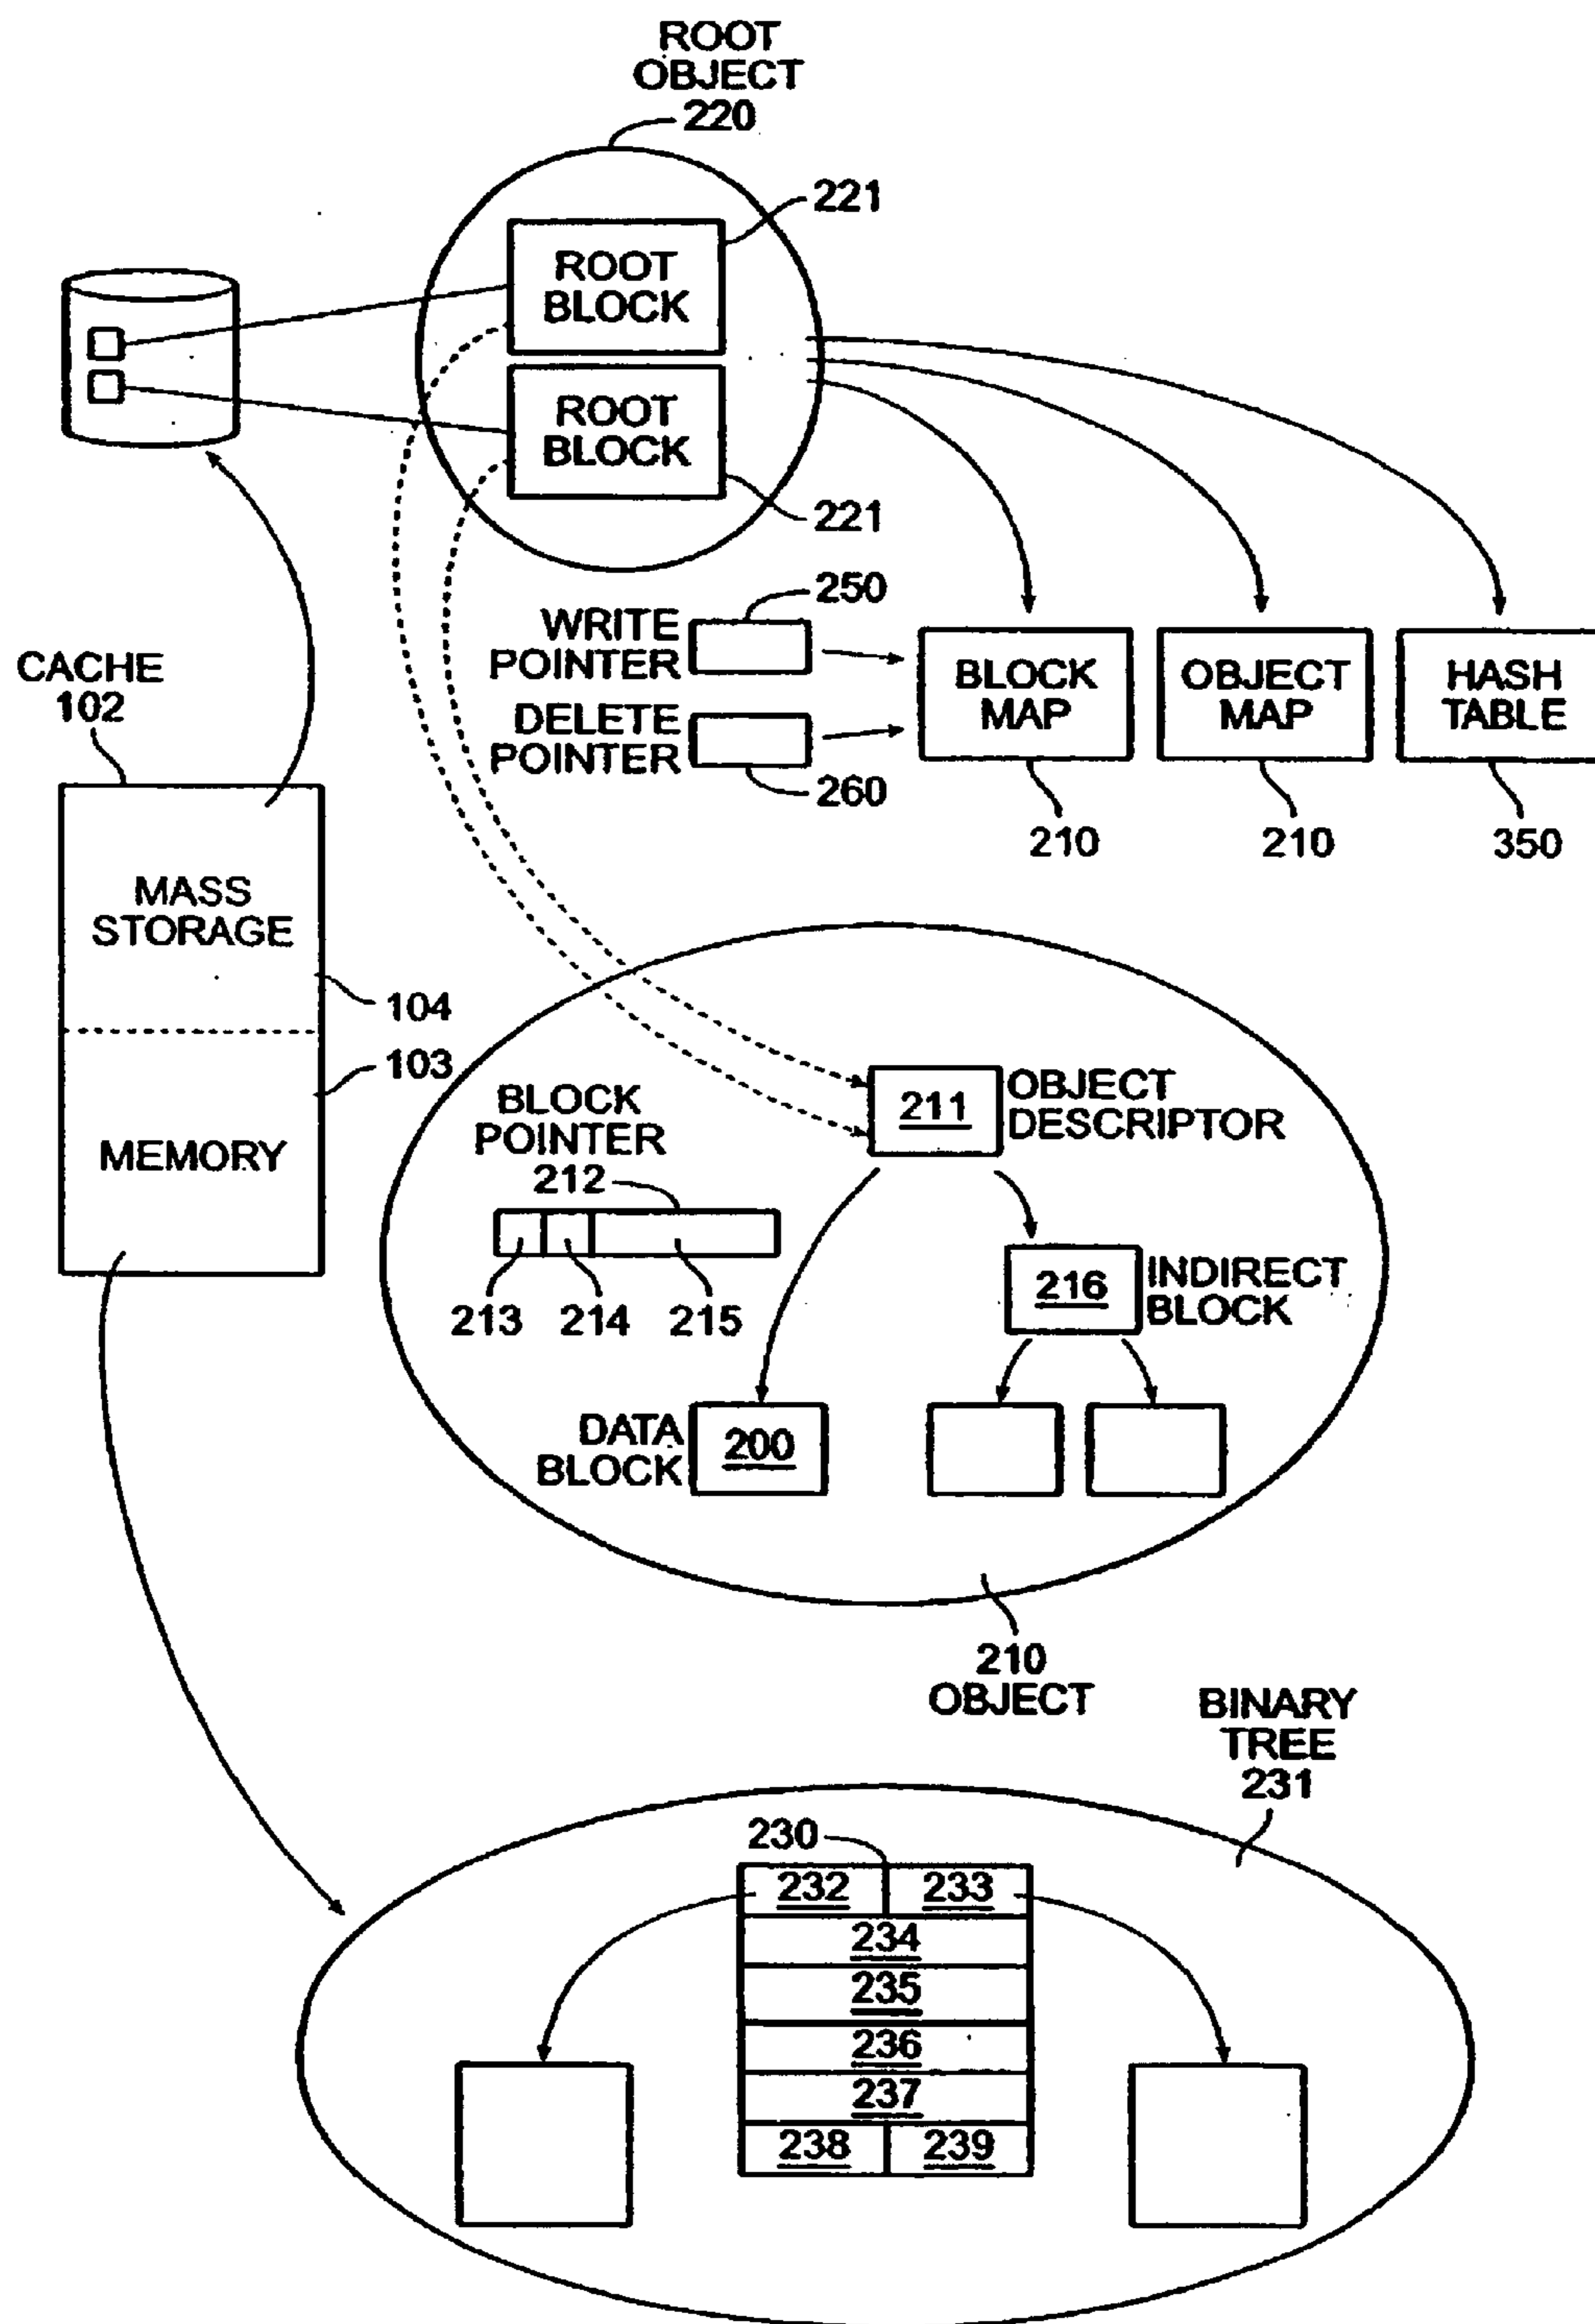 ROOT
OBJECT
220
221
ROOT
BLOCK
ROOT
BLOCK
221
250
WRITE
POINTER
DELETE
POINTER
260
BLOCK
MAP
OBJECT
MAP
HASH
TABLE
210
210
350
CACHE
102
MASS
STORAGE
104
103
MEMORY
BLOCK
POINTER
212
213
214
215
211
OBJECT
DESCRIPTOR
216
INDIRECT
BLOCK
DATA
BLOCK
200
210
OBJECT
BINARY
TREE
231
230
232
233
234
235
236
237
238
239